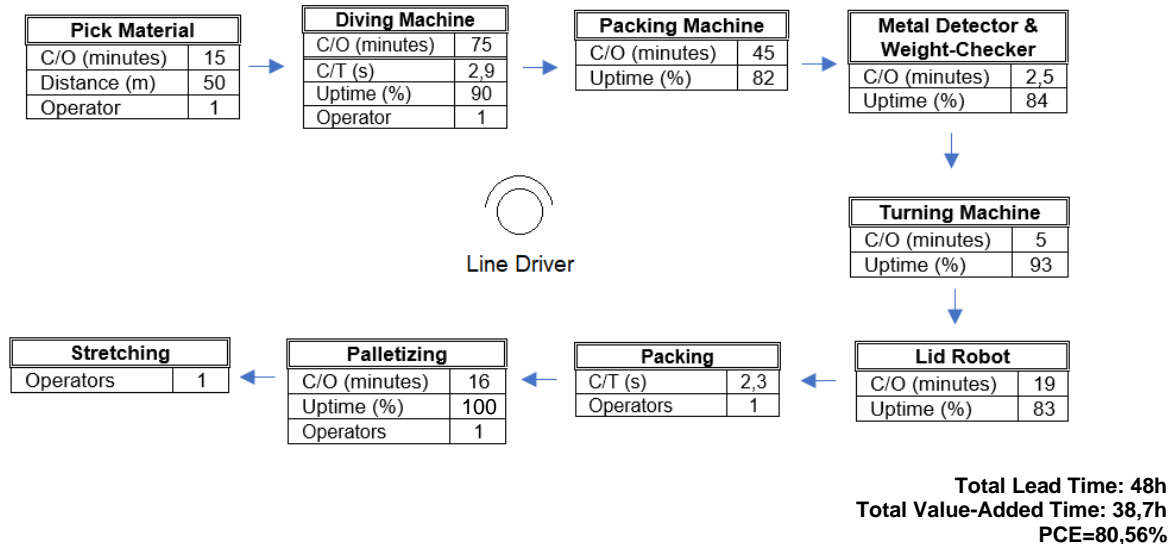 Pick Material
C/O (minutes) 15
Distance (m) 50
Operator 1
Diving Machine
C/O (minutes) 75
C/T (s) 2,9
Uptime (%) 90
Operator 1
Packing Machine
C/O (minutes) 45
Uptime (%) 82
Metal Detector &
Weight-Checker
C/O (minutes) 2,5
Uptime (%) 84
Line Driver
Turning Machine
C/O (minutes) 5
Uptime (%) 93
Lid Robot
C/O (minutes) 19
Uptime (%) 83
Packing
C/T (s) 2,3
Operators 1
Palletizing
C/O (minutes) 16
Uptime (%) 100
Operators 1
Stretching
Operators 1
Total Lead Time: 48h
Total Value-Added Time: 38,7h
PCE=80,56%